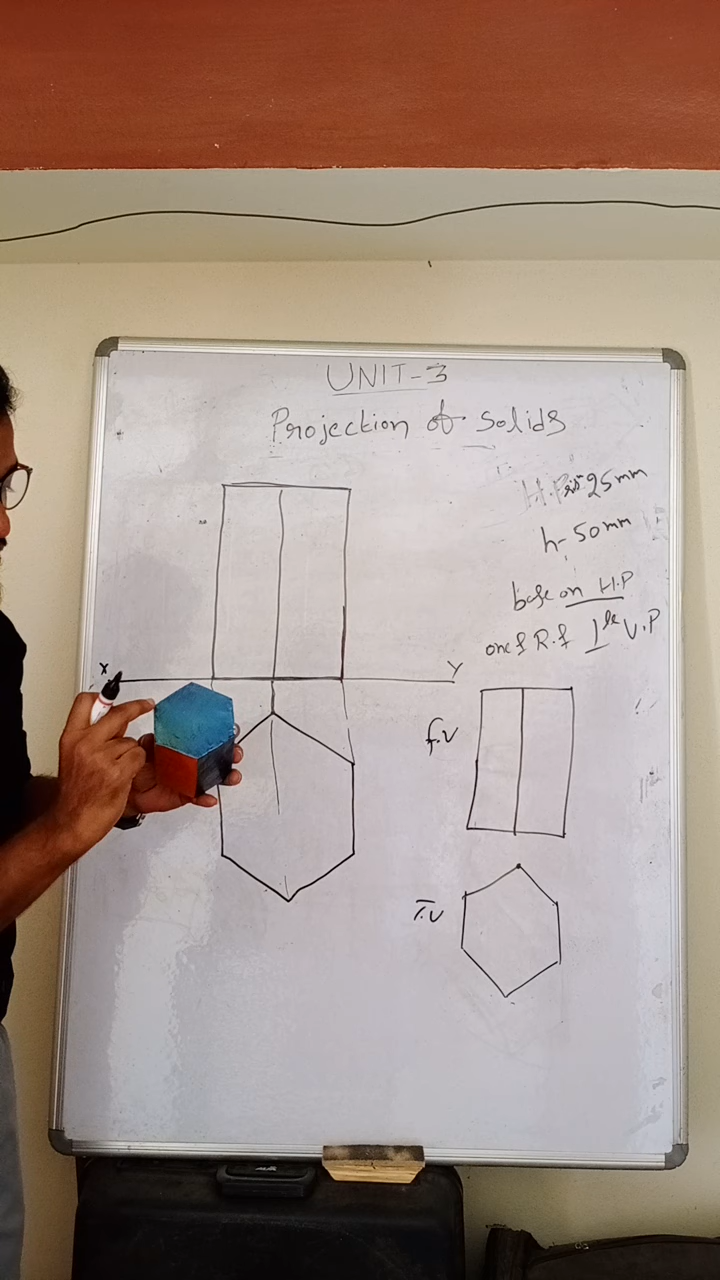 UNIT-3
Projection of Solids
H.P 25mm
h- 50mm
base on H.P
one f R.f ⊥le V.P
X Y
f.v
T.v